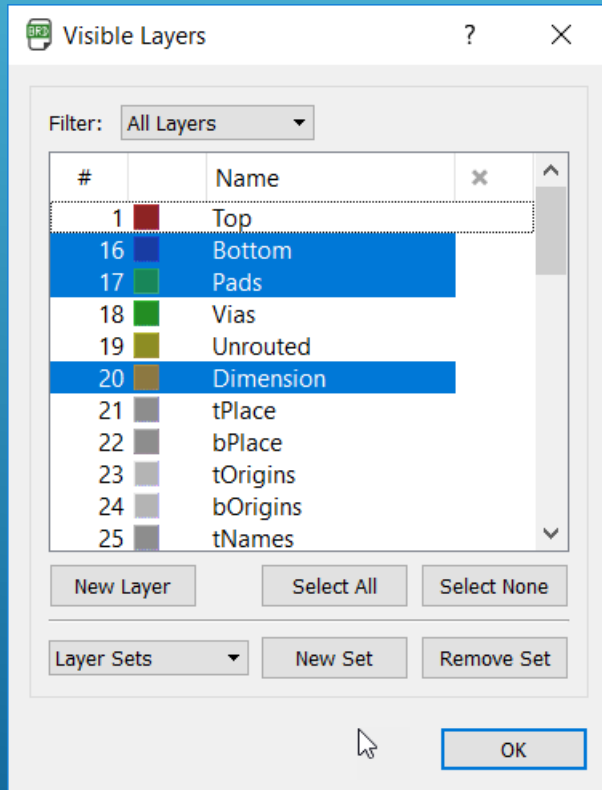 BRD Visible Layers ?
Filter: All Layers
# Name
1 Top
16 Bottom
17 Pads
18 Vias
19 Unrouted
20 Dimension
21 tPlace
22 bPlace
23 tOrigins
24 bOrigins
25 tNames
New Layer Select All Select None
Layer Sets New Set Remove Set
OK